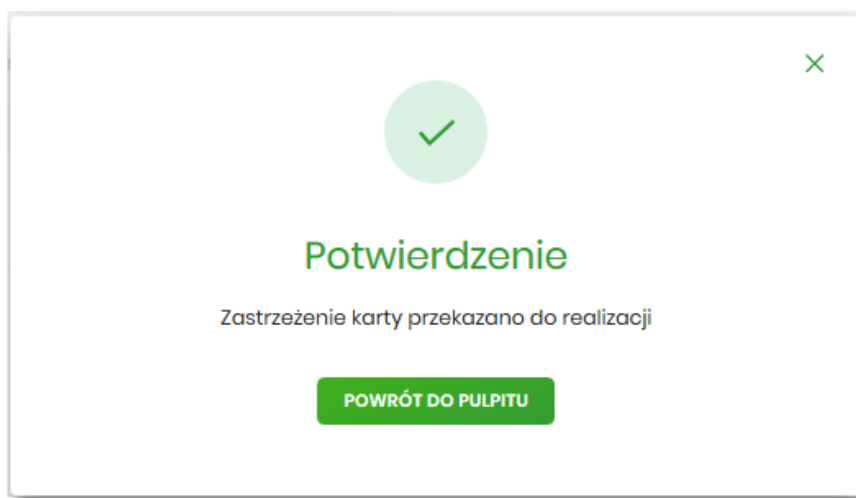 Potwierdzenie
Zastrzeżenie karty przekazano do realizacji
POWRÓT DO PULPITU